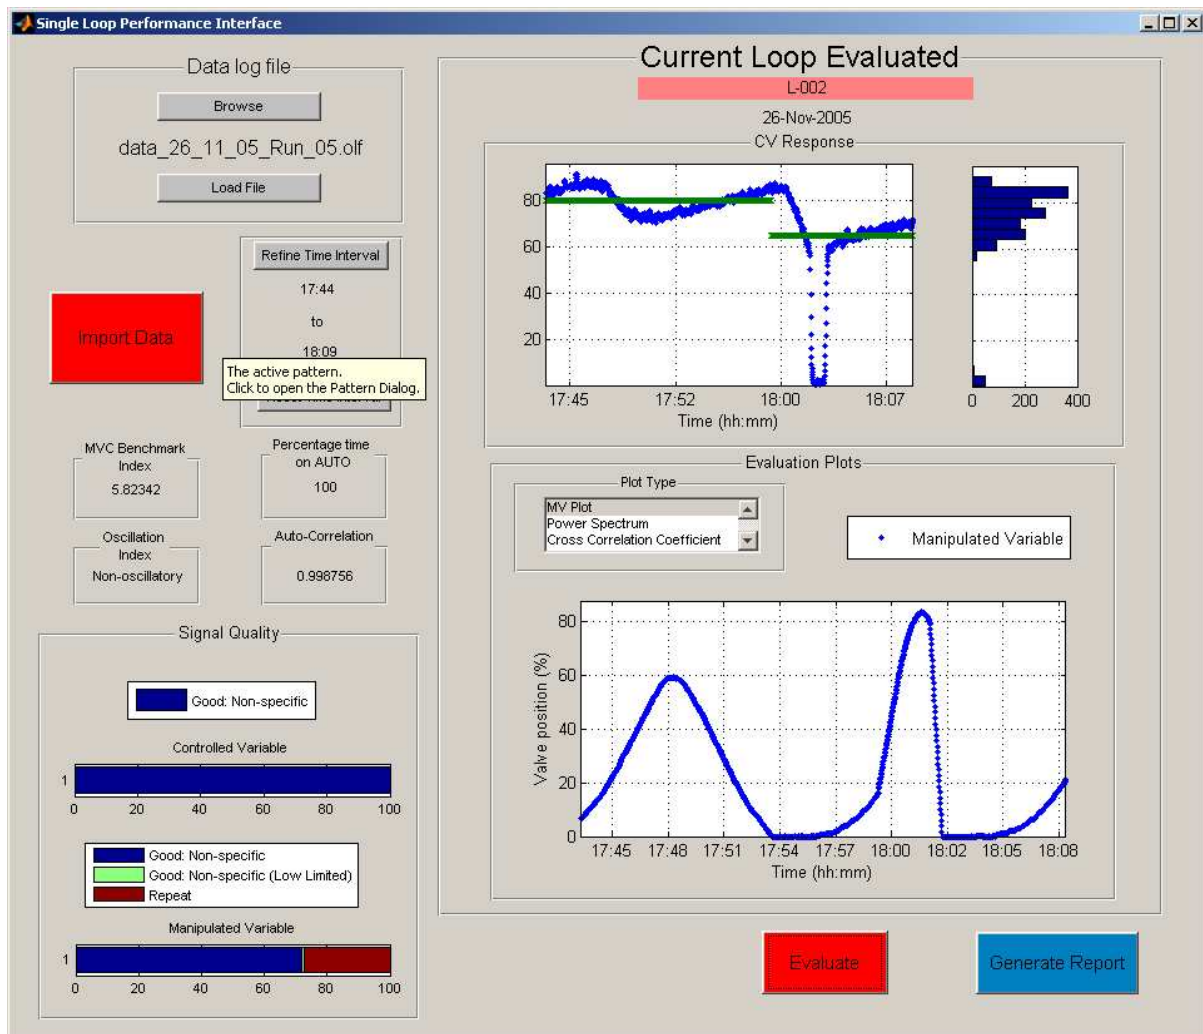 Single Loop Performance Interface
Data log file
Browse
data_26_11_05_Run_05.olf
Load File
Refine Time Interval
17:44
to
18:09
Import Data
The active pattern.
Click to open the Pattern Dialog.
MVC Benchmark
Index
5.82342
Percentage time
on AUTO
100
Oscillation
Index
Non-oscillatory
Auto-Correlation
0.998756
Signal Quality
Good: Non-specific
Controlled Variable
1
0 20 40 60 80 100
Good: Non-specific
Good: Non-specific (Low Limited)
Repeat
Manipulated Variable
1
0 20 40 60 80 100
Current Loop Evaluated
L-002
26-Nov-2005
CV Response
80
60
40
20
17:45 17:52 18:00 18:07
Time (hh:mm)
0 200 400
Evaluation Plots
Plot Type
MV Plot
Power Spectrum
Cross Correlation Coefficient
Manipulated Variable
Valve position (%)
80
60
40
20
0
17:45 17:48 17:51 17:54 17:57 18:00 18:02 18:05 18:08
Time (hh:mm)
Evaluate
Generate Report